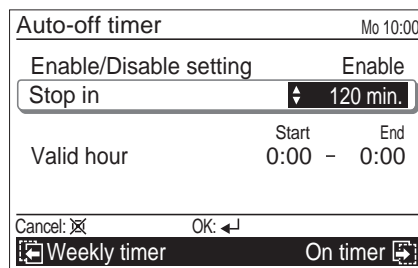 Auto-off timer Mo 10:00
Enable/Disable setting Enable
Stop in 120 min.
Start End
Valid hour 0:00 – 0:00
Cancel: OK:
Weekly timer On timer